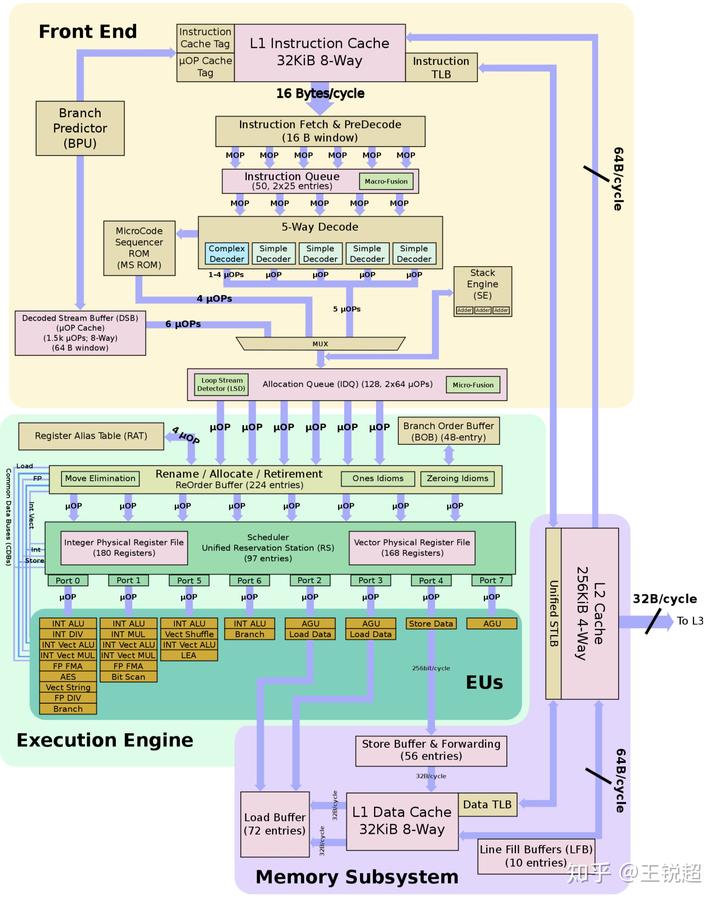 Front End
Instruction
Cache Tag
μOP Cache
Tag
L1 Instruction Cache
32KiB 8-Way
Instruction
TLB
16 Bytes/cycle
Branch
Predictor
(BPU)
Instruction Fetch & PreDecode
(16 B window)
MOP MOP MOP MOP MOP MOP
Instruction Queue
(50, 2x25 entries)
Macro-Fusion
MOP MOP MOP MOP MOP
64B/cycle
MicroCode
Sequencer
ROM
(MS ROM)
5-Way Decode
Complex
Decoder
Simple
Decoder
Simple
Decoder
Simple
Decoder
Simple
Decoder
1-4 μOPs μOP μOP μOP μOP
Stack
Engine
(SE)
Adder Adder Adder
4 μOPs
5 μOPs
Decoded Stream Buffer (DSB)
(μOP Cache)
(1.5k μOPs; 8-Way)
(64 B window)
6 μOPs
MUX
Loop Stream
Detector (LSD)
Allocation Queue (IDQ) (128, 2x64 μOPs)
Micro-Fusion
μOP μOP μOP μOP μOP μOP
Register Alias Table (RAT)
4 μOP
Branch Order Buffer
(BOB) (48-entry)
Rename / Allocate / Retirement
ReOrder Buffer (224 entries)
Move Elimination
Ones Idioms
Zeroing Idioms
μOP μOP μOP μOP μOP μOP μOP μOP
Common Data Buses (CDBs)
Load
FP
Int Vect
Int
Store
Integer Physical Register File
(180 Registers)
Scheduler
Unified Reservation Station (RS)
(97 entries)
Vector Physical Register File
(168 Registers)
Port 0 Port 1 Port 5 Port 6 Port 2 Port 3 Port 4 Port 7
μOP μOP μOP μOP μOP μOP μOP μOP
INT ALU
INT DIV
INT Vect ALU
INT Vect MUL
FP FMA
AES
Vect String
FP DIV
Branch
INT ALU
INT MUL
INT Vect ALU
INT Vect MUL
FP FMA
Bit Scan
INT ALU
Vect Shuffle
INT Vect ALU
LEA
INT ALU
Branch
AGU
Load Data
AGU
Load Data
Store Data
AGU
256bit/cycle
EUs
Execution Engine
Unified STLB
L2 Cache
256KiB 4-Way
32B/cycle
To L3
Store Buffer & Forwarding
(56 entries)
32B/cycle
64B/cycle
Load Buffer
(72 entries)
32B/cycle
32B/cycle
L1 Data Cache
32KiB 8-Way
Data TLB
Line Fill Buffers (LFB)
(10 entries)
Memory Subsystem
知乎 @王锐超